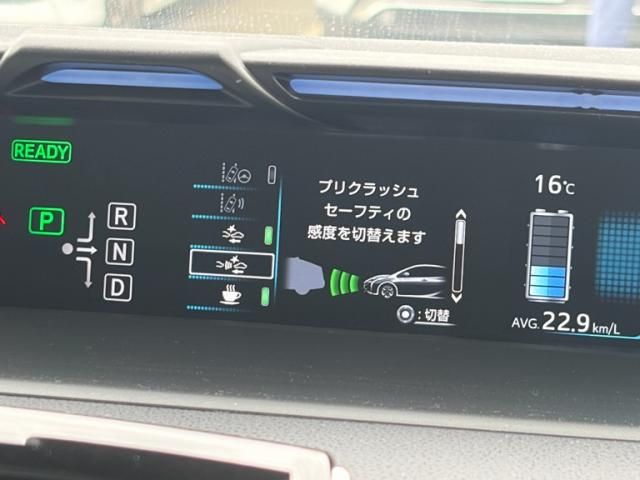 READY
P
R
N
D
プリクラッシュ
セーフティの
感度を切替えます
:切替
16℃
AVG. 22.9 km/L